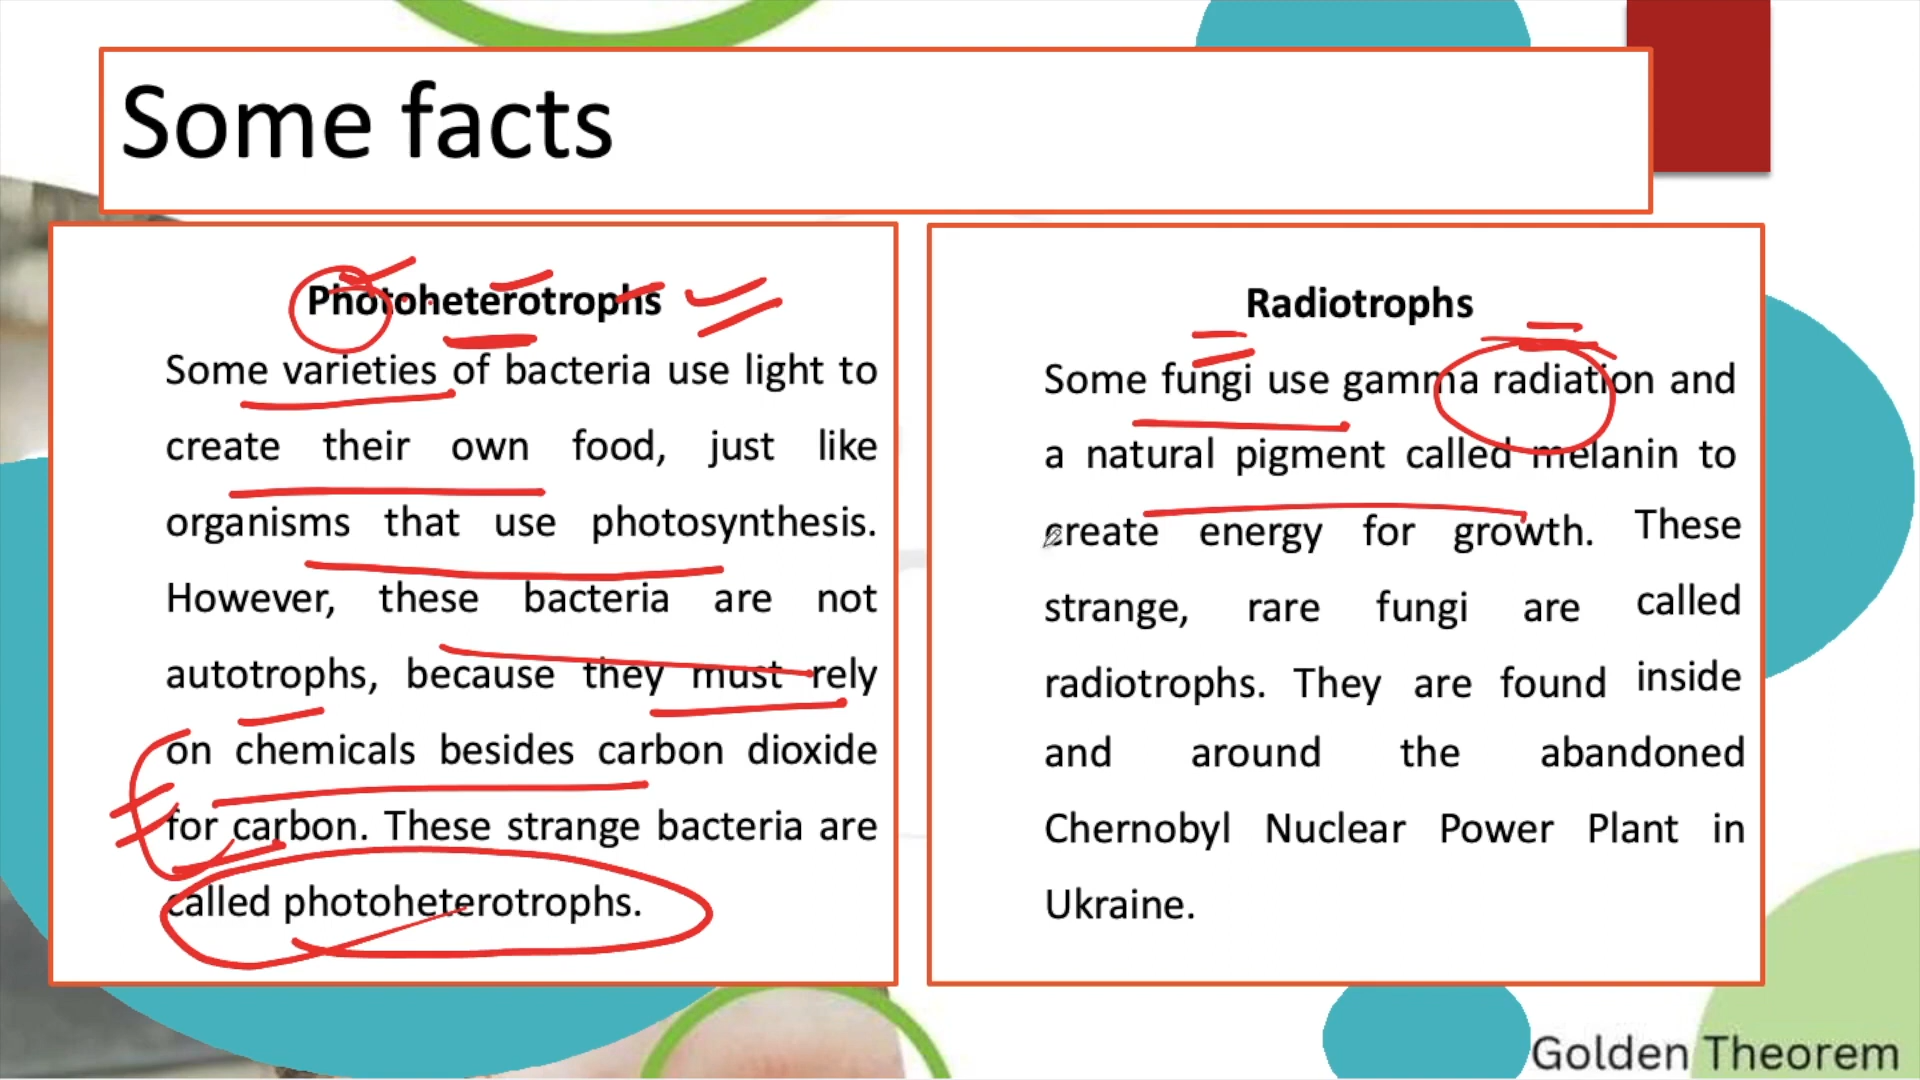 Some facts
Photoheterotrophs
Some varieties of bacteria use light to
create their own food, just like
organisms that use photosynthesis.
However, these bacteria are not
autotrophs, because they must rely
on chemicals besides carbon dioxide
for carbon. These strange bacteria are
called photoheterotrophs.
Radiotrophs
Some fungi use gamma radiation and
a natural pigment called melanin to
create energy for growth. These
strange, rare fungi are called
radiotrophs. They are found inside
and around the abandoned
Chernobyl Nuclear Power Plant in
Ukraine.
Golden Theorem